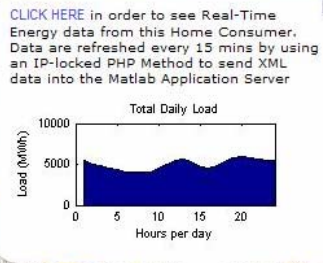 CLICK HERE in order to see Real-Time
Energy data from this Home Consumer.
Data are refreshed every 15 mins by using
an IP-locked PHP Method to send XML
data into the Matlab Application Server
Total Daily Load
10000
5000
0
Load (MWh)
0 5 10 15 20
Hours per day